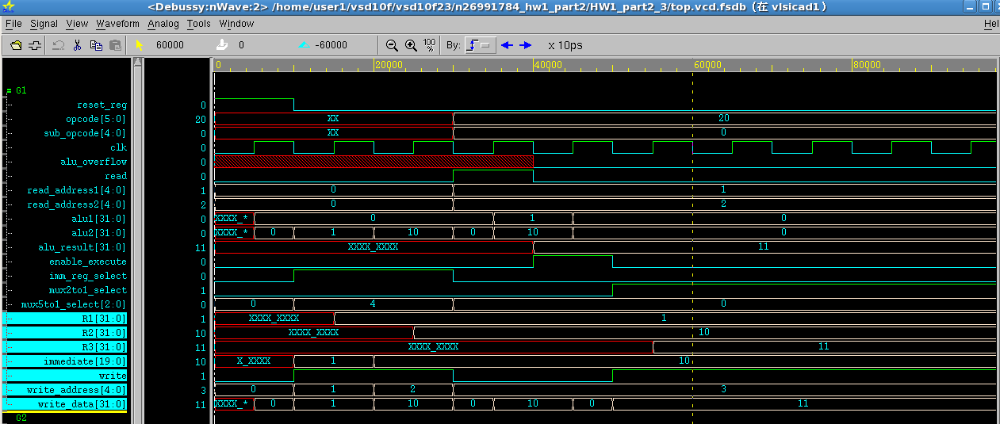 <Debussy:nWave:2> /home/user1/vsd10f/vsd10f23/n26991784_hw1_part2/HW1_part2_3/top.vcd.fsdb (在 vlsicad1)
File Signal View Waveform Analog Tools Window Hel
60000 0 -60000 100 % By: x 10ps
0 20000 40000 60000 80000
G1
reset_reg 0
opcode[5:0] 20 XX 20
sub_opcode[4:0] 0 XX 0
clk 0
alu_overflow 0
read 0
read_address1[4:0] 1 0 1
read_address2[4:0] 2 0 2
alu1[31:0] 0 XXXX_* 0 1 0
alu2[31:0] 0 XXXX_* 0 1 10 0 10 0
alu_result[31:0] 11 XXXX_XXXX 11
enable_execute 0
imm_reg_select 0
mux2to1_select 1
mux5to1_select[2:0] 0 0 4 0
R1[31:0] 1 XXXX_XXXX 1
R2[31:0] 10 XXXX_XXXX 10
R3[31:0] 11 XXXX_XXXX 11
immediate[19:0] 10 X_XXXX 1 10
write 1
write_address[4:0] 3 0 1 2 3
write_data[31:0] 11 XXXX_* 0 1 10 0 10 0 11
G2